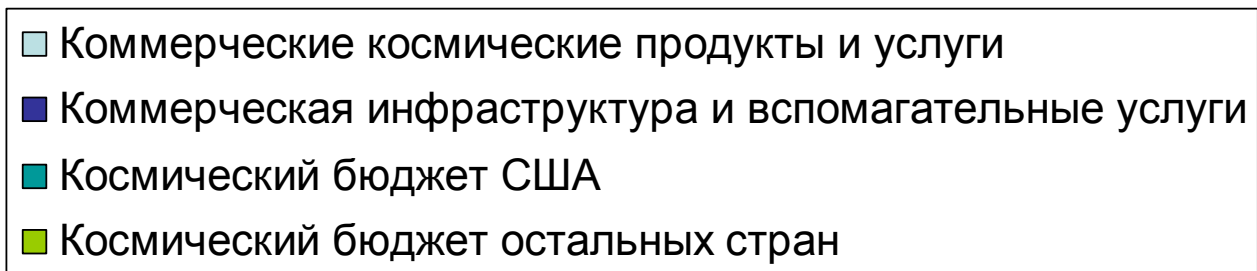 Коммерческие космические продукты и услуги
Коммерческая инфраструктура и вспомагательные услуги
Космический бюджет США
Космический бюджет остальных стран